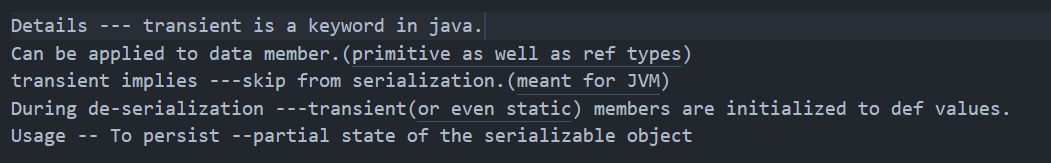 Details --- transient is a keyword in java.
Can be applied to data member.(primitive as well as ref types)
transient implies ---skip from serialization.(meant for JVM)
During de-serialization ---transient(or even static) members are initialized to def values.
Usage -- To persist --partial state of the serializable object